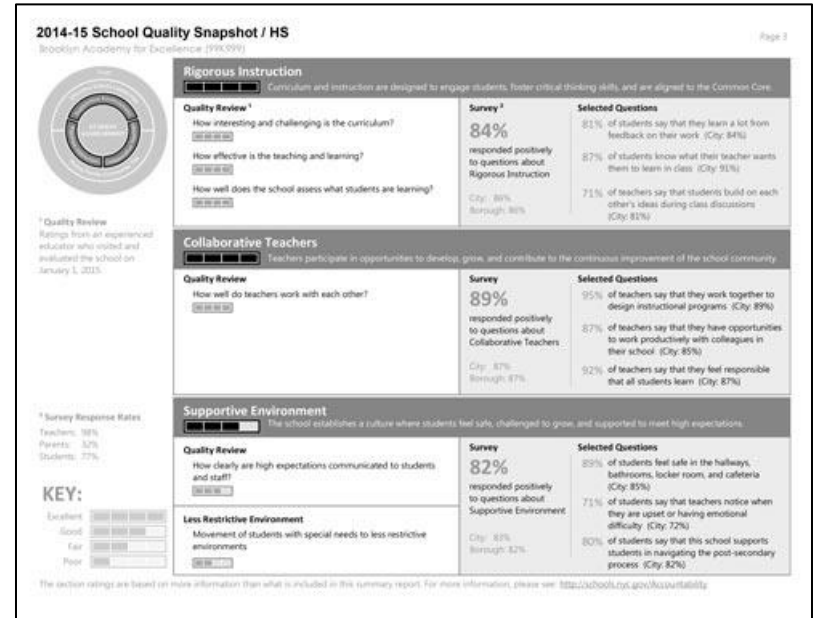 2014-15 School Quality Snapshot / HS
Brooklyn Academy for Excellence (99X999)
Page 3
Rigorous Instruction
Curriculum and instruction are designed to engage students, foster critical thinking skills, and are aligned to the Common Core.
Quality Review ¹
How interesting and challenging is the curriculum?
How effective is the teaching and learning?
How well does the school assess what students are learning?
Survey ²
84%
responded positively
to questions about
Rigorous Instruction
City: 86%
Borough: 86%
Selected Questions
81% of students say that they learn a lot from
feedback on their work (City: 84%)
87% of students know what their teacher wants
them to learn in class (City: 91%)
71% of teachers say that students build on each
other's ideas during class discussions
(City: 81%)
¹ Quality Review
Ratings from an experienced
educator who visited and
evaluated the school on
January 1, 2015.
Collaborative Teachers
Teachers participate in opportunities to develop, grow, and contribute to the continuous improvement of the school community.
Quality Review
How well do teachers work with each other?
Survey
89%
responded positively
to questions about
Collaborative Teachers
City: 87%
Borough: 87%
Selected Questions
95% of teachers say that they work together to
design instructional programs (City: 89%)
87% of teachers say that they have opportunities
to work productively with colleagues in
their school (City: 85%)
92% of teachers say that they feel responsible
that all students learn (City: 87%)
² Survey Response Rates
Teachers: 98%
Parents: 32%
Students: 77%
Supportive Environment
The school establishes a culture where students feel safe, challenged to grow, and supported to meet high expectations.
Quality Review
How clearly are high expectations communicated to students
and staff?
Less Restrictive Environment
Movement of students with special needs to less restrictive
environments
Survey
82%
responded positively
to questions about
Supportive Environment
City: 83%
Borough: 82%
Selected Questions
89% of students feel safe in the hallways,
bathrooms, locker room, and cafeteria
(City: 85%)
71% of students say that teachers notice when
they are upset or having emotional
difficulty (City: 72%)
80% of students say that this school supports
students in navigating the post-secondary
process (City: 82%)
KEY:
Excellent
Good
Fair
Poor
The section ratings are based on more information than what is included in this summary report. For more information, please see: http://schools.nyc.gov/Accountability